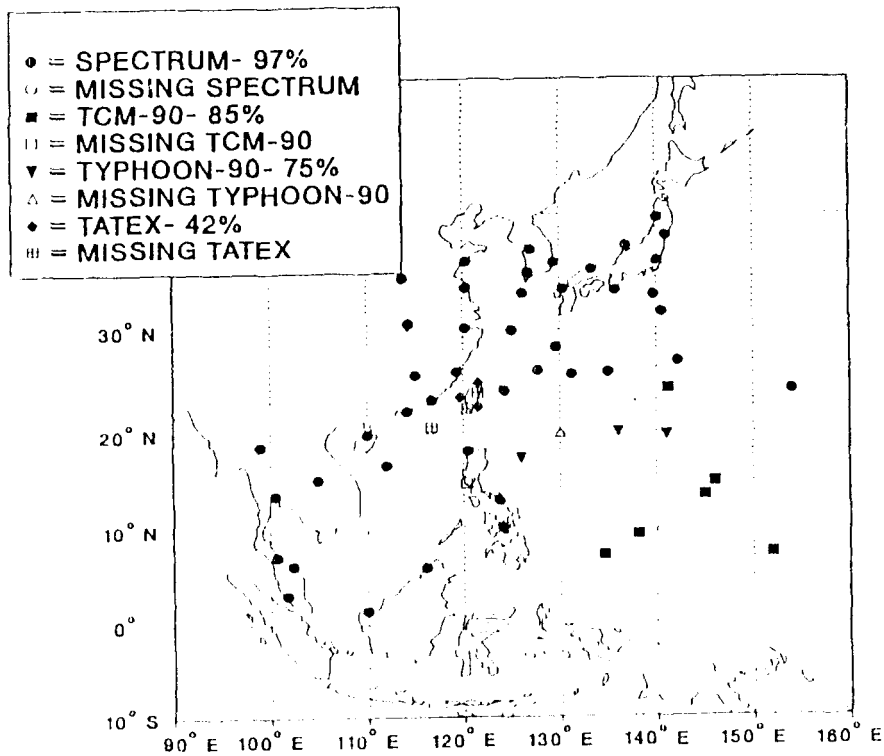 ● = SPECTRUM- 97%
○ = MISSING SPECTRUM
■ = TCM-90- 85%
□ = MISSING TCM-90
▼ = TYPHOON-90- 75%
△ = MISSING TYPHOON-90
◆ = TATEX- 42%
⊞ = MISSING TATEX
30° N
20° N
10° N
0°
10° S
90° E 100° E 110° E 120° E 130° E 140° E 150° E 160° E